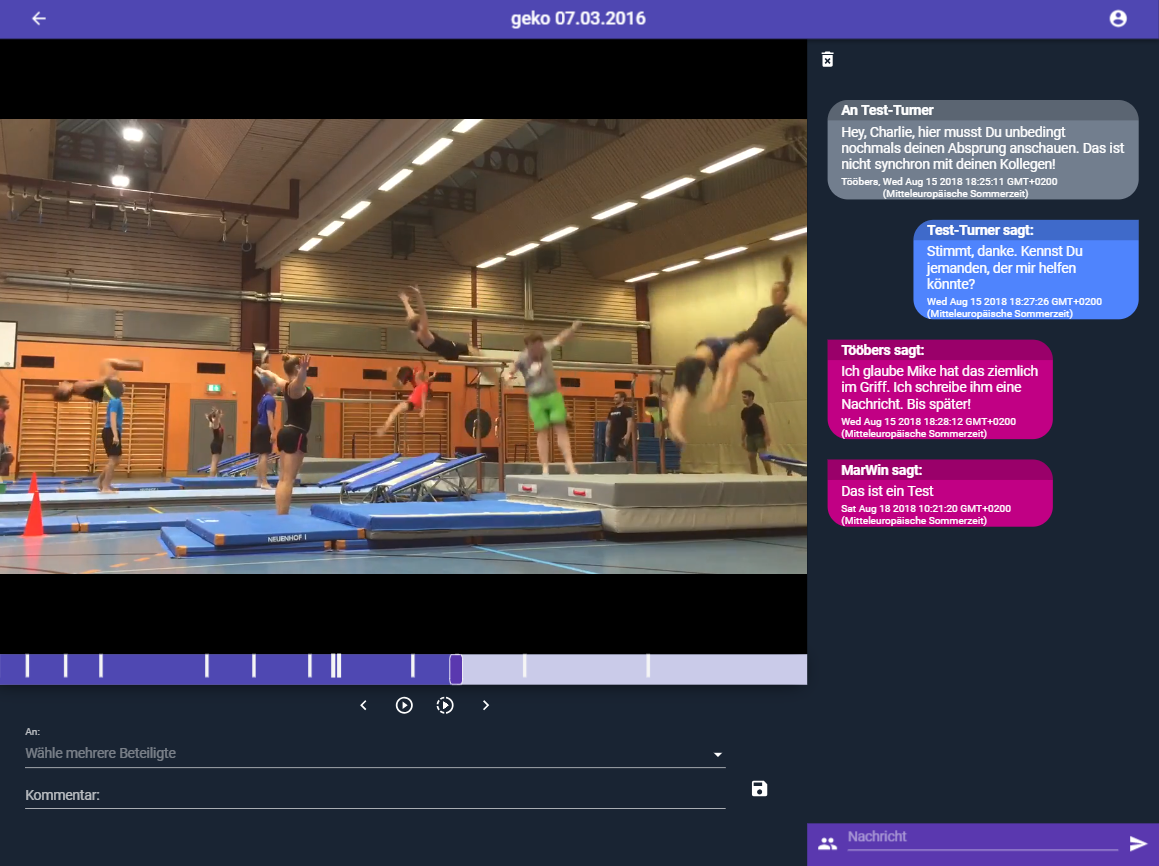 geko 07.03.2016
An Test-Turner
Hey, Charlie, hier musst Du unbedingt
nochmals deinen Absprung anschauen. Das ist
nicht synchron mit deinen Kollegen!
Tööbers, Wed Aug 15 2018 18:25:11 GMT+0200
(Mitteleuropäische Sommerzeit)
Test-Turner sagt:
Stimmt, danke. Kennst Du
jemanden, der mir helfen
könnte?
Wed Aug 15 2018 18:27:26 GMT+0200
(Mitteleuropäische Sommerzeit)
Tööbers sagt:
Ich glaube Mike hat das ziemlich
im Griff. Ich schreibe ihm eine
Nachricht. Bis später!
Wed Aug 15 2018 18:28:12 GMT+0200
(Mitteleuropäische Sommerzeit)
MarWin sagt:
Das ist ein Test
Sat Aug 18 2018 10:21:20 GMT+0200
(Mitteleuropäische Sommerzeit)
NEUENHOF I
An:
Wähle mehrere Beteiligte
Kommentar:
Nachricht